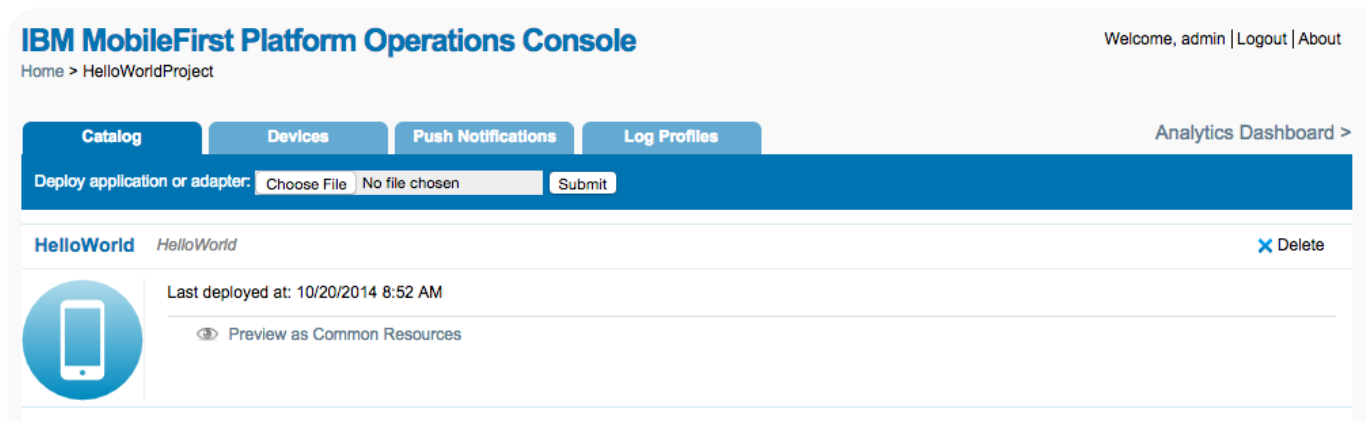 IBM MobileFirst Platform Operations Console
Welcome, admin | Logout | About
Home > HelloWorldProject
Catalog Devices Push Notifications Log Profiles Analytics Dashboard >
Deploy application or adapter: Choose File No file chosen Submit
HelloWorld HelloWorld Delete
Last deployed at: 10/20/2014 8:52 AM
Preview as Common Resources